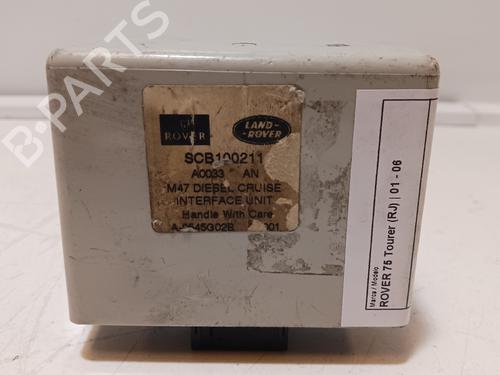 B-PARTS
ROVER
LAND-
ROVER
SCB100211
A0033 AN
M47 DIESEL CRUISE
INTERFACE UNIT
Handle With Care
001
Marca / Modelo
ROVER 75 Tourer (RJ) | 01 - 06